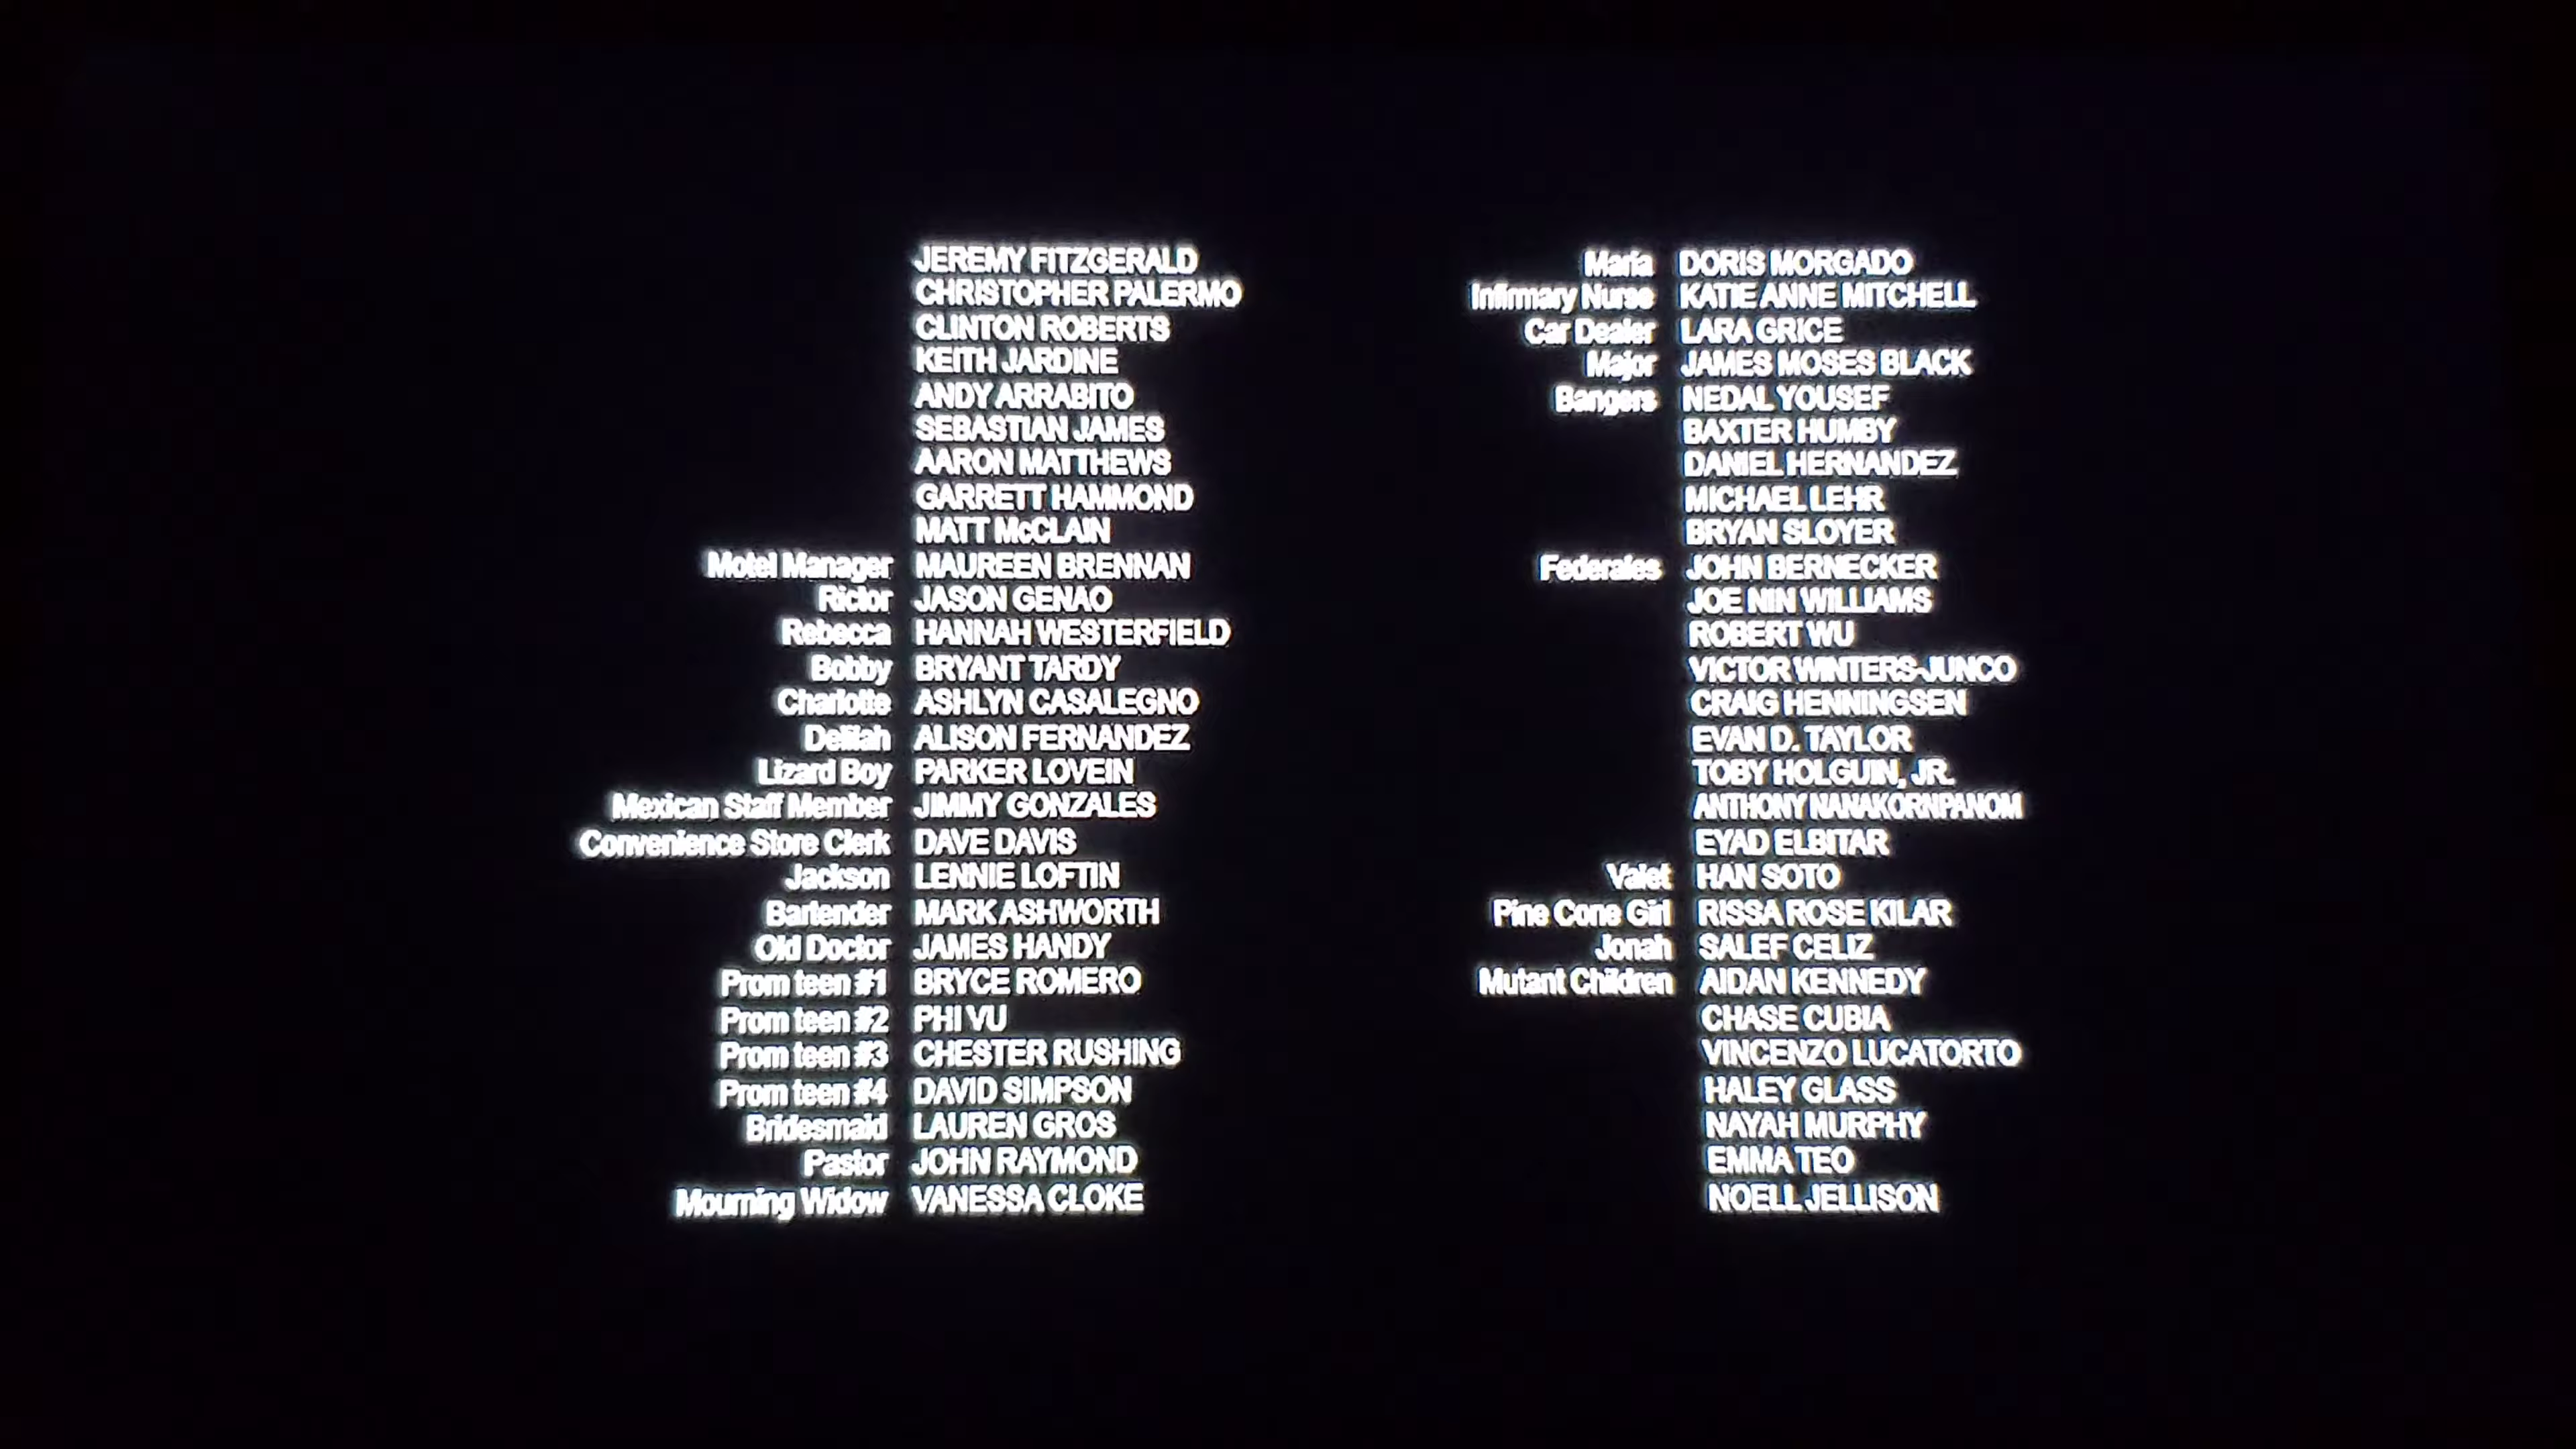 JEREMY FITZGERALD
CHRISTOPHER PALERMO
CLINTON ROBERTS
KEITH JARDINE
ANDY ARRABITO
SEBASTIAN JAMES
AARON MATTHEWS
GARRETT HAMMOND
MATT McCLAIN
Motel Manager MAUREEN BRENNAN
Rictor JASON GENAO
Rebecca HANNAH WESTERFIELD
Bobby BRYANT TARDY
Charlotte ASHLYN CASALEGNO
Delilah ALISON FERNANDEZ
Lizard Boy PARKER LOVEIN
Mexican Staff Member JIMMY GONZALES
Convenience Store Clerk DAVE DAVIS
Jackson LENNIE LOFTIN
Bartender MARK ASHWORTH
Old Doctor JAMES HANDY
Prom teen #1 BRYCE ROMERO
Prom teen #2 PHI VU
Prom teen #3 CHESTER RUSHING
Prom teen #4 DAVID SIMPSON
Bridesmaid LAUREN GROS
Pastor JOHN RAYMOND
Mourning Widow VANESSA CLOKE
Maria DORIS MORGADO
Infirmary Nurse KATIE ANNE MITCHELL
Car Dealer LARA GRICE
Major JAMES MOSES BLACK
Bangers NEDAL YOUSEF
BAXTER HUMBY
DANIEL HERNANDEZ
MICHAEL LEHR
BRYAN SLOYER
Federales JOHN BERNECKER
JOE NIN WILLIAMS
ROBERT WU
VICTOR WINTERS-JUNCO
CRAIG HENNINGSEN
EVAN D. TAYLOR
TOBY HOLGUIN, JR.
ANTHONY NANAKORNPANOM
EYAD ELBITAR
Valet HAN SOTO
Pine Cone Girl RISSA ROSE KILAR
Jonah SALEF CELIZ
Mutant Children AIDAN KENNEDY
CHASE CUBIA
VINCENZO LUCATORTO
HALEY GLASS
NAYAH MURPHY
EMMA TEO
NOELL JELLISON